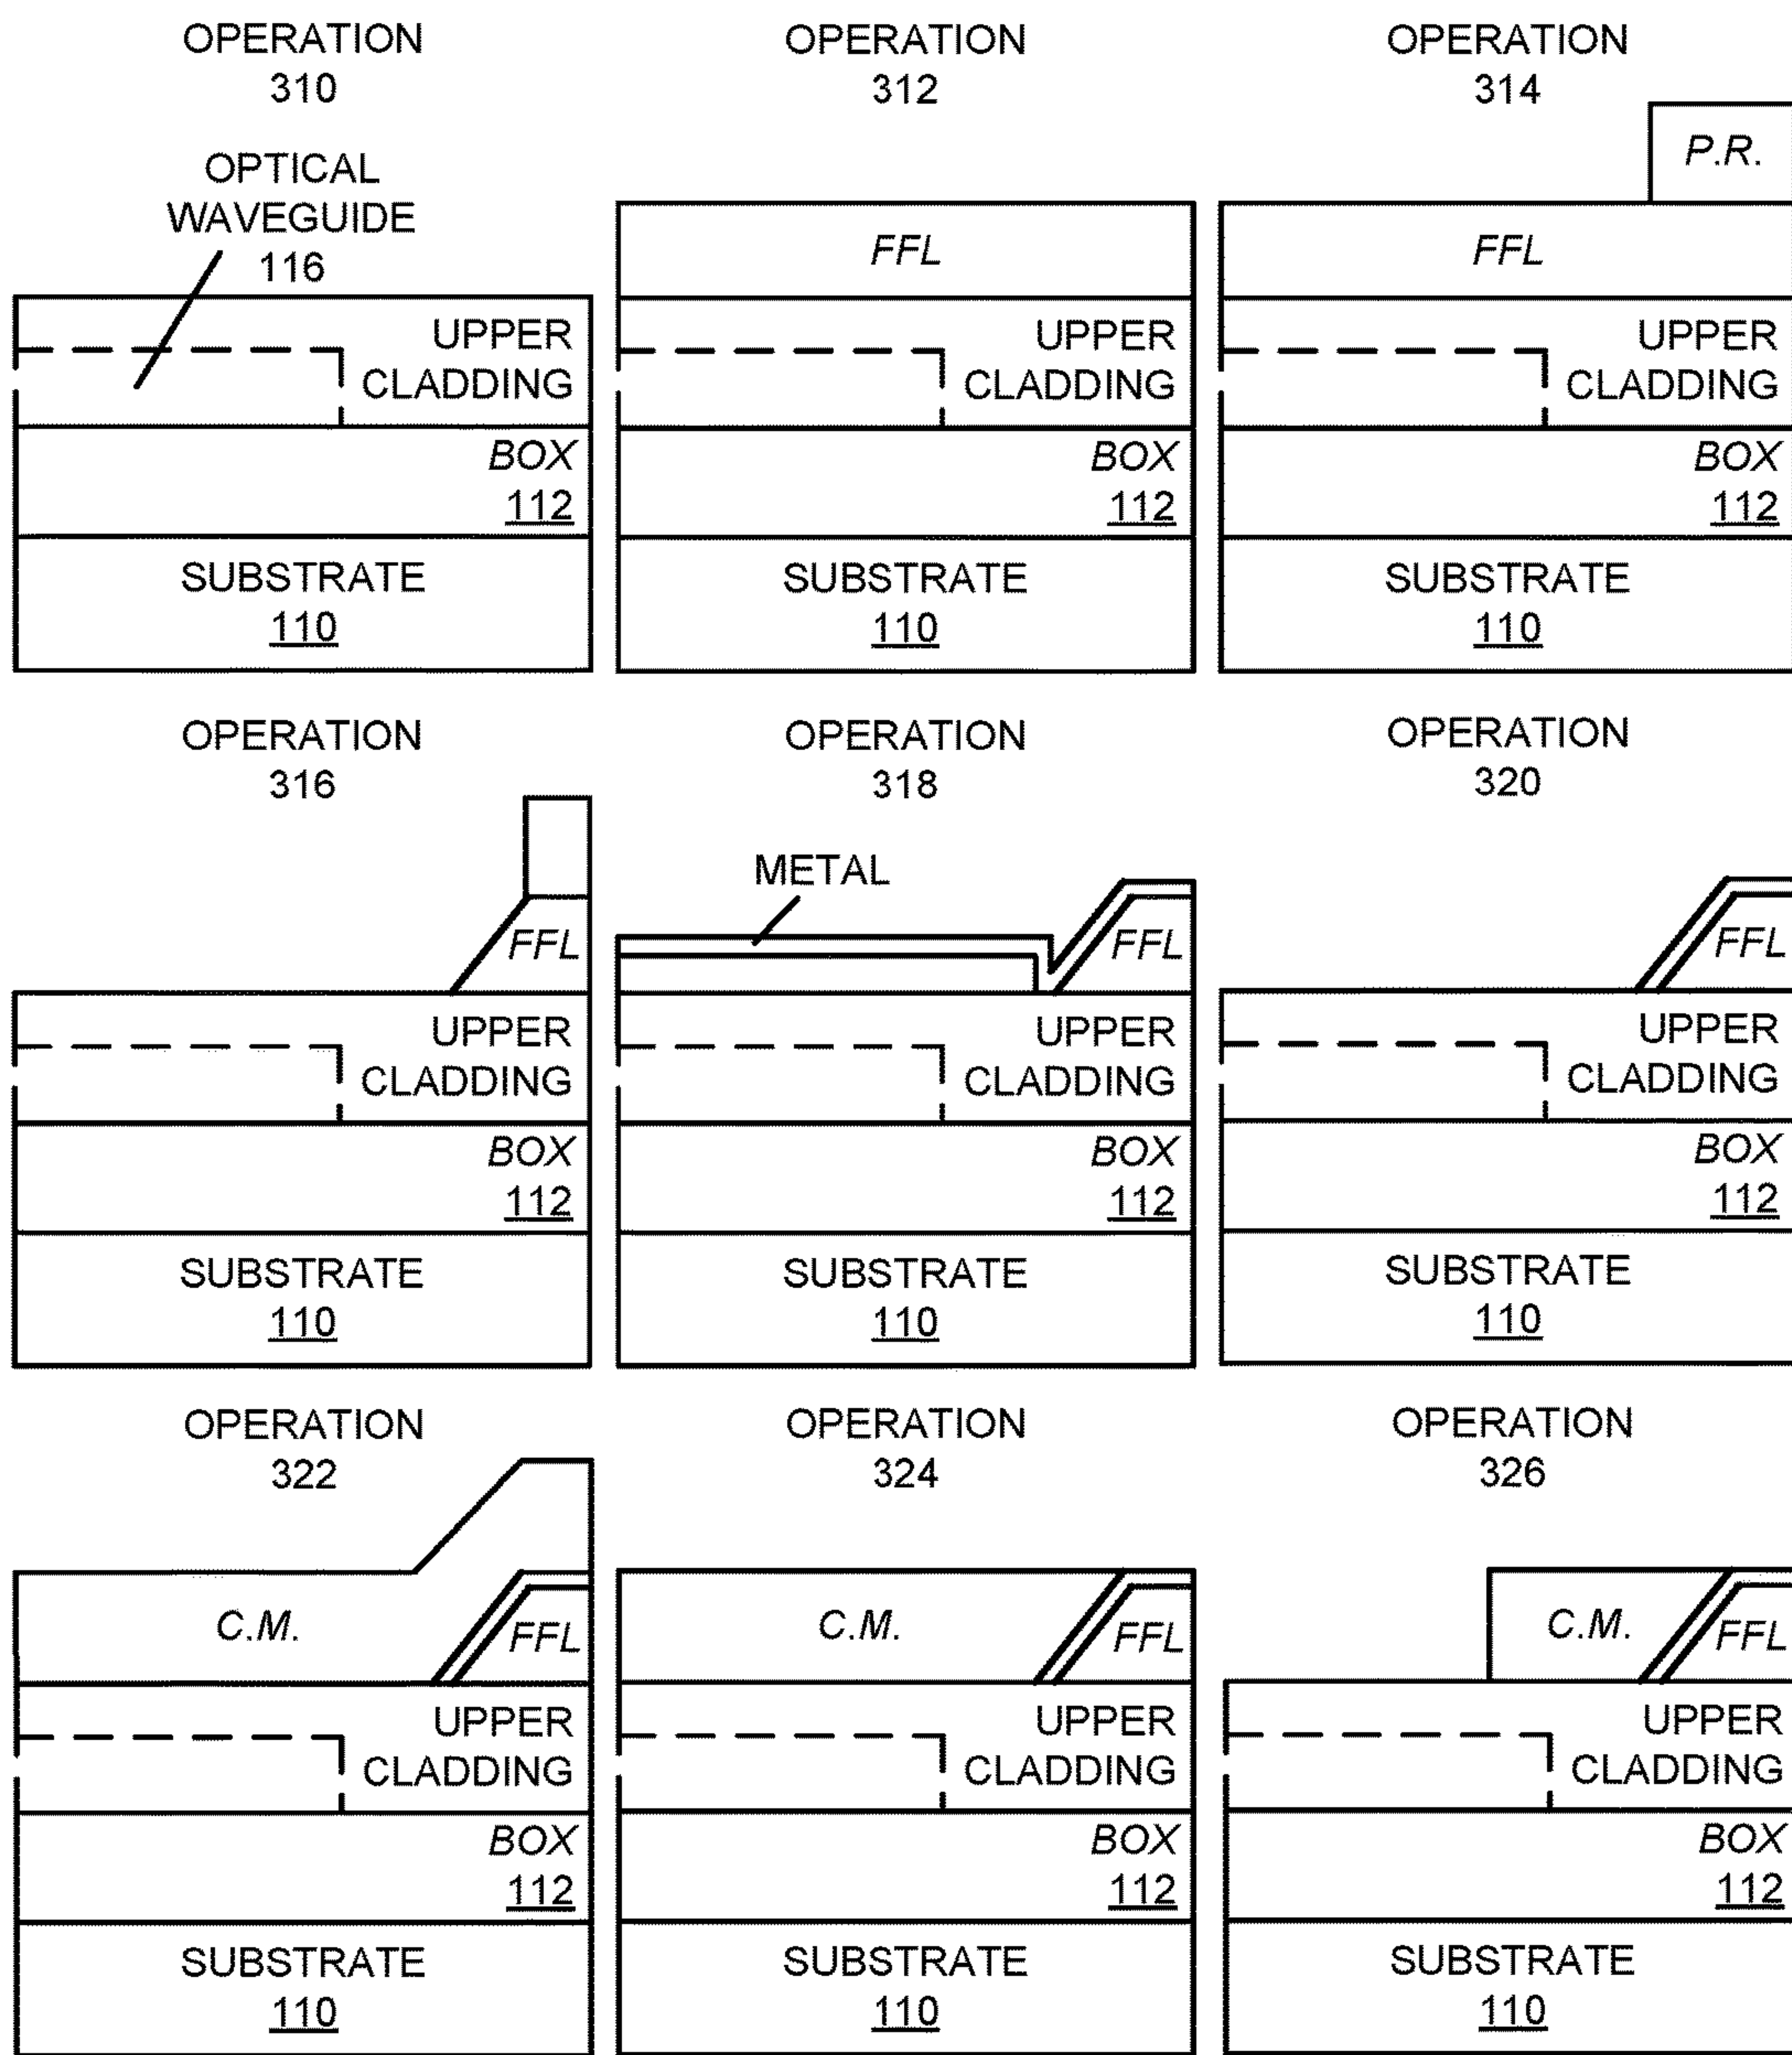 OPERATION
310
OPTICAL
WAVEGUIDE
116
UPPER
CLADDING
BOX
112
SUBSTRATE
110
OPERATION
312
FFL
UPPER
CLADDING
BOX
112
SUBSTRATE
110
OPERATION
314
P.R.
FFL
UPPER
CLADDING
BOX
112
SUBSTRATE
110
OPERATION
316
FFL
UPPER
CLADDING
BOX
112
SUBSTRATE
110
OPERATION
318
METAL
FFL
UPPER
CLADDING
BOX
112
SUBSTRATE
110
OPERATION
320
FFL
UPPER
CLADDING
BOX
112
SUBSTRATE
110
OPERATION
322
C.M.
FFL
UPPER
CLADDING
BOX
112
SUBSTRATE
110
OPERATION
324
C.M.
FFL
UPPER
CLADDING
BOX
112
SUBSTRATE
110
OPERATION
326
C.M.
FFL
UPPER
CLADDING
BOX
112
SUBSTRATE
110